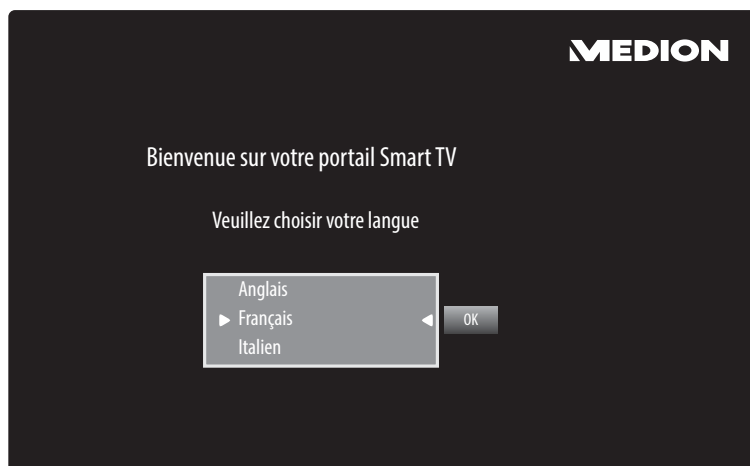 MEDION
Bienvenue sur votre portail Smart TV
Veuillez choisir votre langue
Anglais
Français
OK
Italien